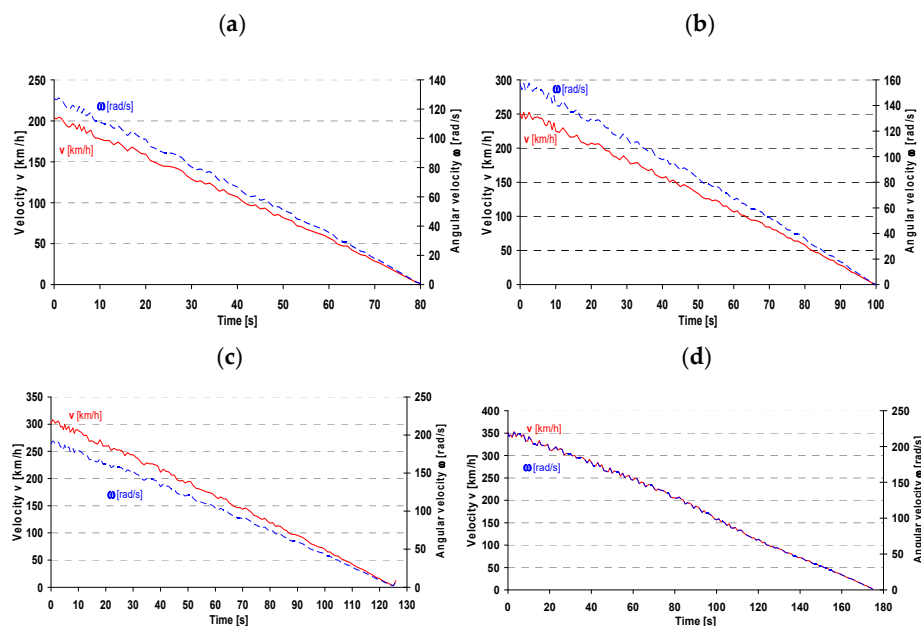 (a)
(b)
250
200
150
100
50
0
140
120
100
80
60
40
20
0
ω [rad/s]
v [km/h]
Velocity v [km/h]
Angular velocity ω [rad/s]
0 10 20 30 40 50 60 70 80
Time [s]
300
250
200
150
100
50
0
160
140
120
100
80
60
40
20
0
ω [rad/s]
v [km/h]
Velocity v [km/h]
Angular velocity ω [rad/s]
0 10 20 30 40 50 60 70 80 90 100
Time [s]
(c)
(d)
350
300
250
200
150
100
50
0
250
200
150
100
50
0
v [km/h]
ω [rad/s]
Velocity v [km/h]
Angular velocity ω [rad/s]
0 10 20 30 40 50 60 70 80 90 100 110 120 130
Time [s]
400
350
300
250
200
150
100
50
0
250
200
150
100
50
0
v [km/h]
ω [rad/s]
Velocity v [km/h]
Angular velocity ω [rad/s]
0 20 40 60 80 100 120 140 160 180
Time [s]